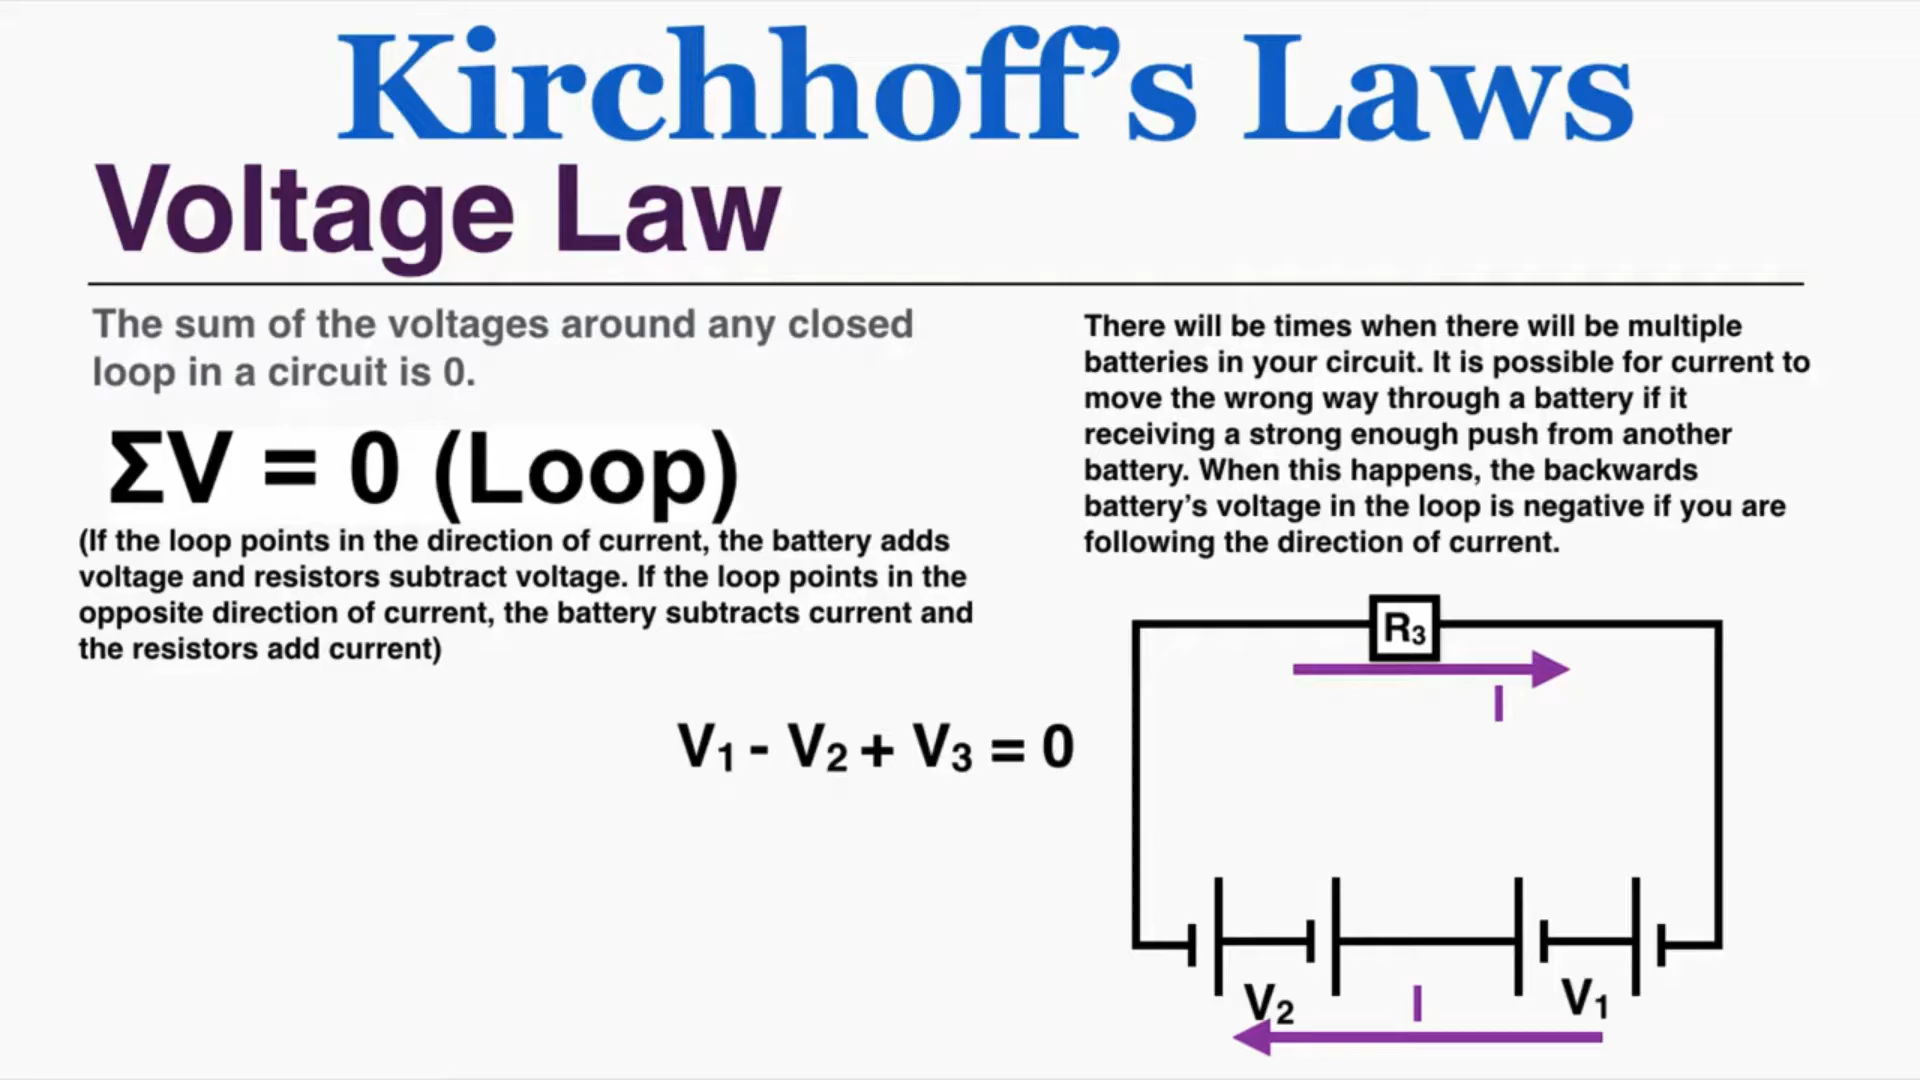 Kirchhoff’s Laws
Voltage Law
The sum of the voltages around any closed
loop in a circuit is 0.
ΣV = 0 (Loop)
(If the loop points in the direction of current, the battery adds
voltage and resistors subtract voltage. If the loop points in the
opposite direction of current, the battery subtracts current and
the resistors add current)
There will be times when there will be multiple
batteries in your circuit. It is possible for current to
move the wrong way through a battery if it
receiving a strong enough push from another
battery. When this happens, the backwards
battery’s voltage in the loop is negative if you are
following the direction of current.
V₁ - V₂ + V₃ = 0
R₃
I
V₂
I
V₁